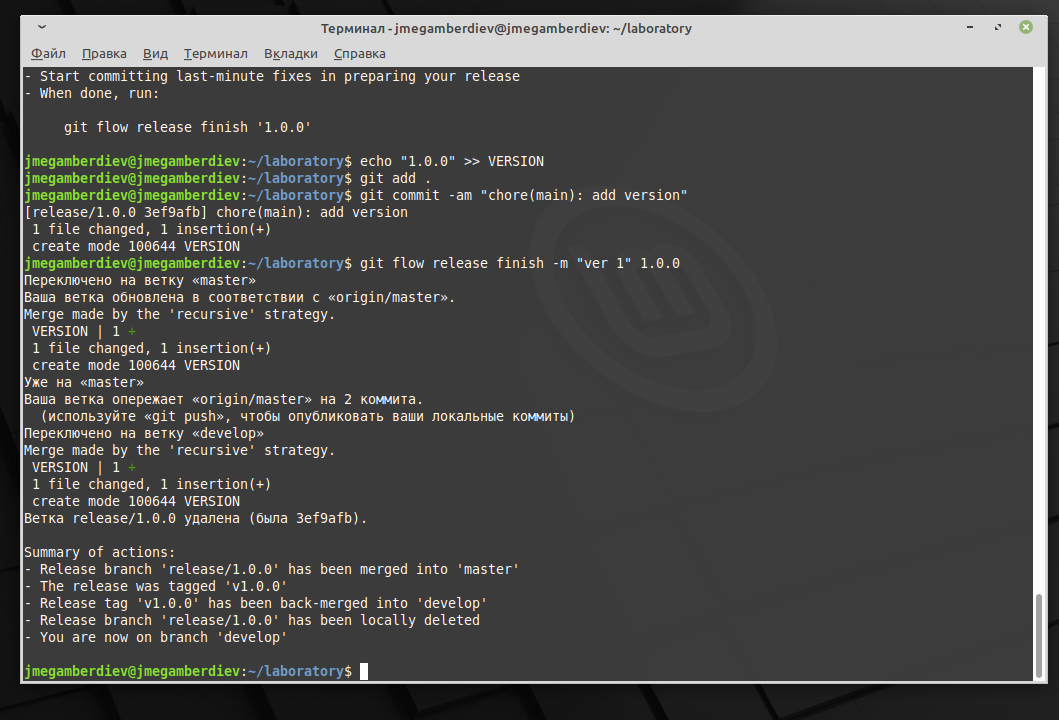 Терминал - jmegamberdiev@jmegamberdiev: ~/laboratory
Файл Правка Вид Терминал Вкладки Справка
- Start committing last-minute fixes in preparing your release
- When done, run:
git flow release finish '1.0.0'
jmegamberdiev@jmegamberdiev:~/laboratory$ echo "1.0.0" >> VERSION
jmegamberdiev@jmegamberdiev:~/laboratory$ git add .
jmegamberdiev@jmegamberdiev:~/laboratory$ git commit -am "chore(main): add version"
[release/1.0.0 3ef9afb] chore(main): add version
1 file changed, 1 insertion(+)
create mode 100644 VERSION
jmegamberdiev@jmegamberdiev:~/laboratory$ git flow release finish -m "ver 1" 1.0.0
Переключено на ветку «master»
Ваша ветка обновлена в соответствии с «origin/master».
Merge made by the 'recursive' strategy.
VERSION | 1 +
1 file changed, 1 insertion(+)
create mode 100644 VERSION
Уже на «master»
Ваша ветка опережает «origin/master» на 2 коммита.
(используйте «git push», чтобы опубликовать ваши локальные коммиты)
Переключено на ветку «develop»
Merge made by the 'recursive' strategy.
VERSION | 1 +
1 file changed, 1 insertion(+)
create mode 100644 VERSION
Ветка release/1.0.0 удалена (была 3ef9afb).
Summary of actions:
- Release branch 'release/1.0.0' has been merged into 'master'
- The release was tagged 'v1.0.0'
- Release tag 'v1.0.0' has been back-merged into 'develop'
- Release branch 'release/1.0.0' has been locally deleted
- You are now on branch 'develop'
jmegamberdiev@jmegamberdiev:~/laboratory$